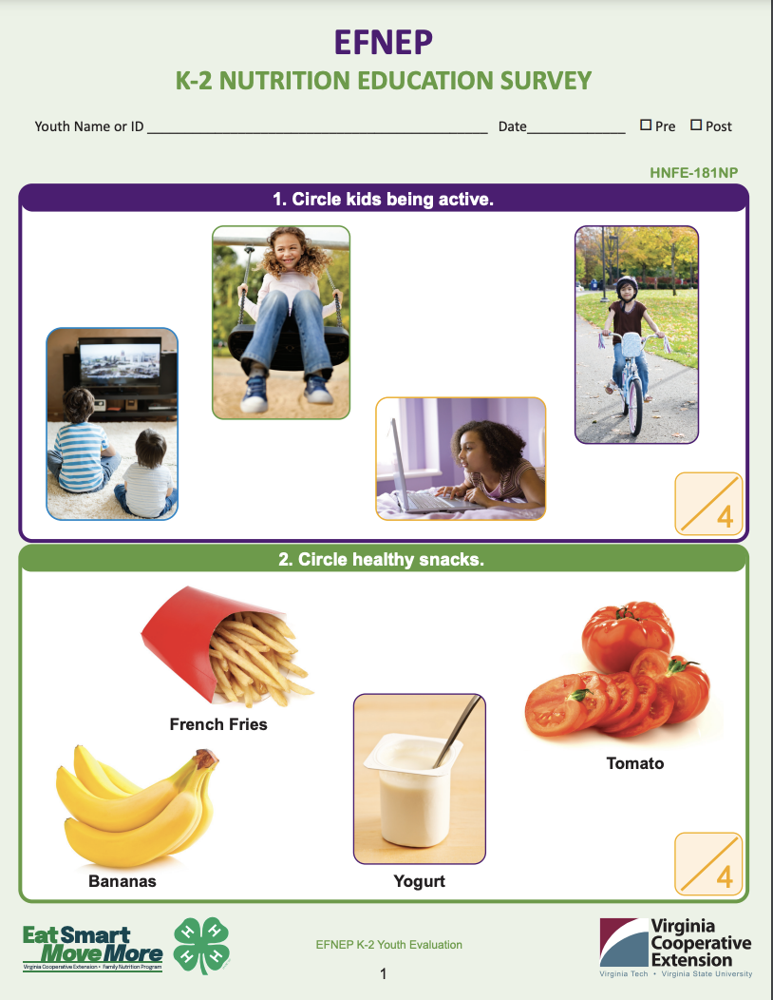 EFNEP
K-2 NUTRITION EDUCATION SURVEY
Youth Name or ID ____________________________________________ Date_____________ ☐ Pre ☐ Post
HNFE-181NP
1. Circle kids being active.
4
2. Circle healthy snacks.
French Fries
Tomato
Bananas
Yogurt
4
Eat Smart
Move More
Virginia Cooperative Extension • Family Nutrition Program
H H
H H
EFNEP K-2 Youth Evaluation
1
Virginia
Cooperative
Extension
Virginia Tech • Virginia State University